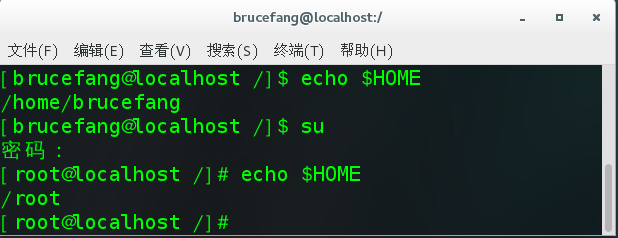 brucefang@localhost:/
文件(F) 编辑(E) 查看(V) 搜索(S) 终端(T) 帮助(H)
[brucefang@localhost /]$ echo $HOME
/home/brucefang
[brucefang@localhost /]$ su
密码：
[root@localhost /]# echo $HOME
/root
[root@localhost /]#